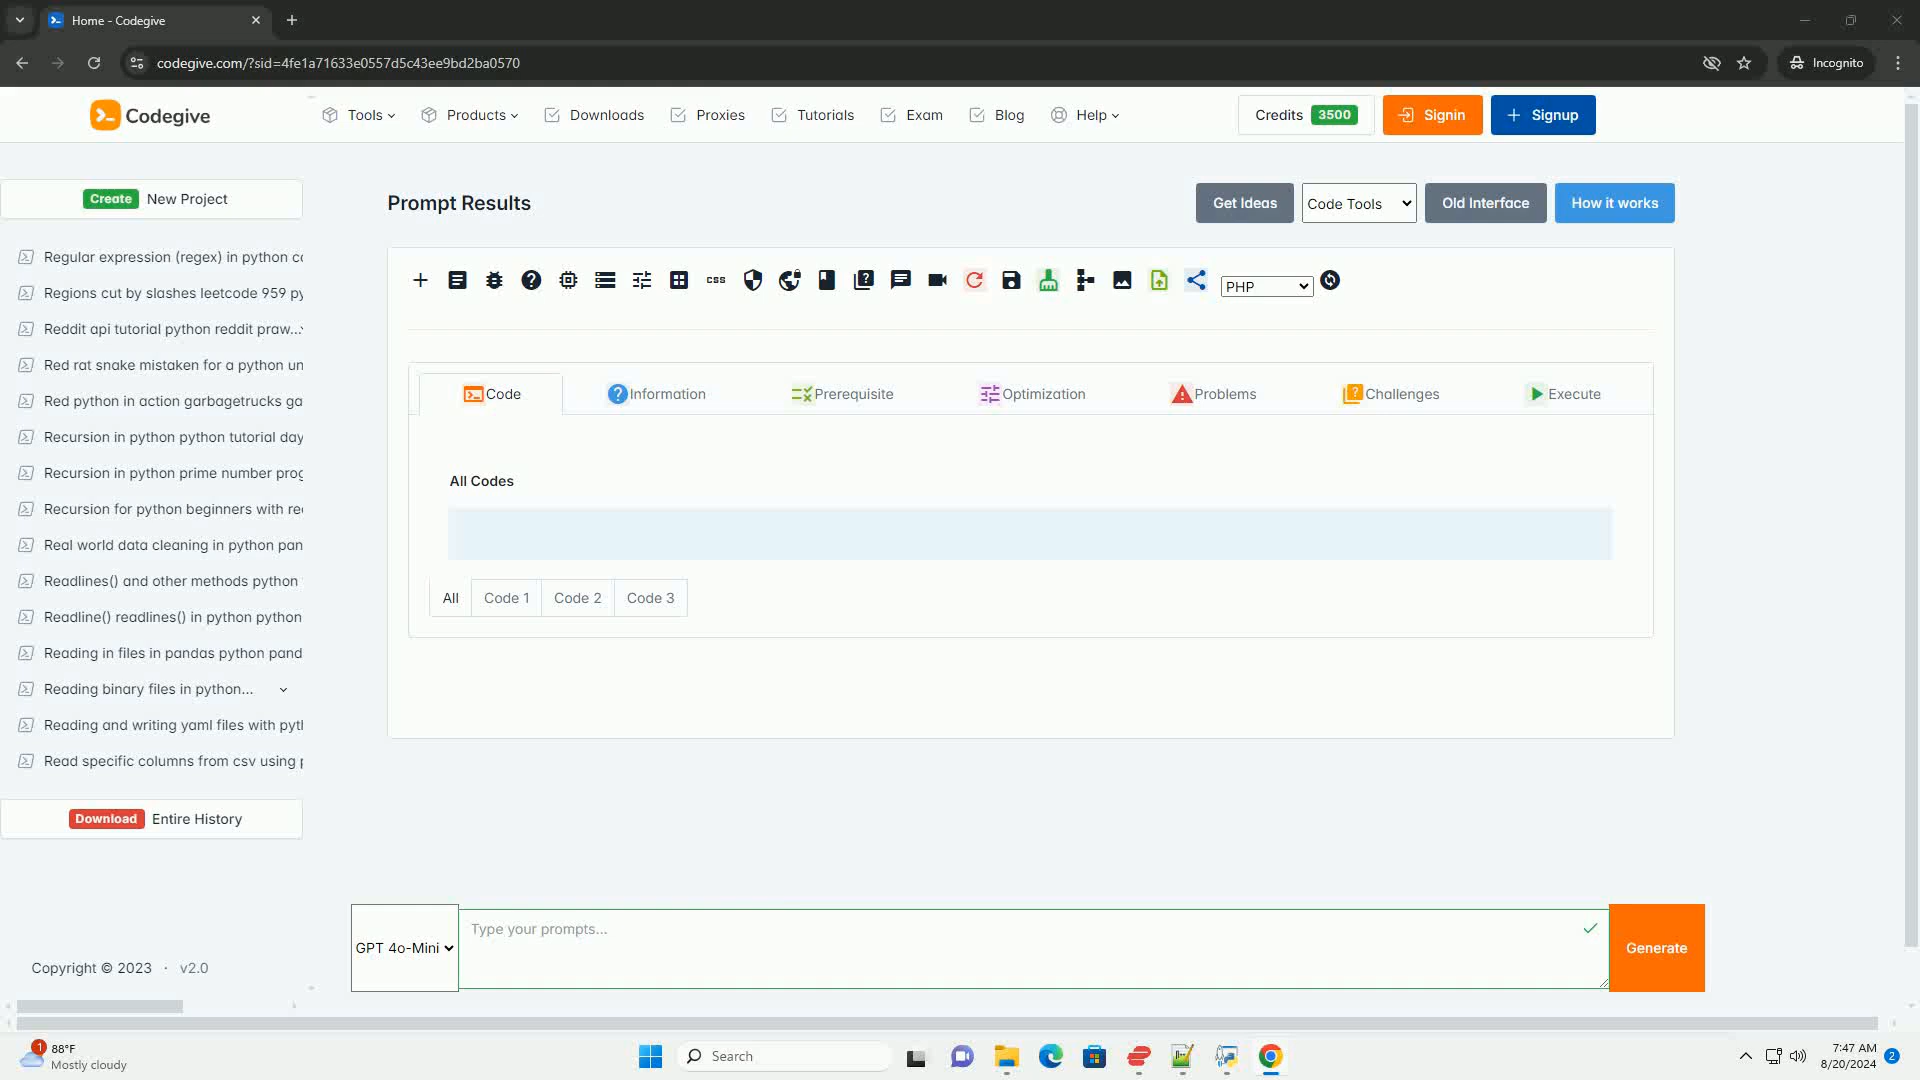 Home - Codegive
codegive.com/?sid=4fe1a71633e0557d5c43ee9bd2ba0570
Incognito
Codegive
Tools
Products
Downloads
Proxies
Tutorials
Exam
Blog
Help
Credits 3500
Signin
Signup
Create New Project
Regular expression (regex) in python co
Regions cut by slashes leetcode 959 py
Reddit api tutorial python reddit praw...
Red rat snake mistaken for a python un
Red python in action garbagetrucks ga
Recursion in python python tutorial day
Recursion in python prime number prog
Recursion for python beginners with rec
Real world data cleaning in python pan
Readlines() and other methods python
Readline() readlines() in python python
Reading in files in pandas python pand
Reading binary files in python...
Reading and writing yaml files with pyth
Read specific columns from csv using p
Download Entire History
Copyright © 2023 · v2.0
Prompt Results
Get Ideas
Code Tools
Old Interface
How it works
css
PHP
Code
Information
Prerequisite
Optimization
Problems
Challenges
Execute
All Codes
All
Code 1
Code 2
Code 3
GPT 4o-Mini
Type your prompts...
Generate
1
88°F
Mostly cloudy
Search
7:47 AM
8/20/2024
2